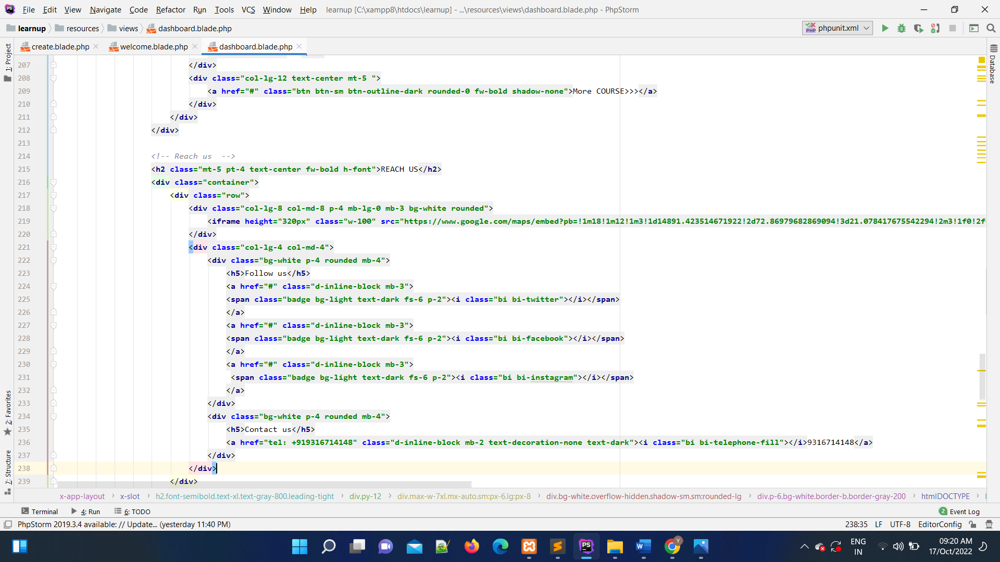 File Edit View Navigate Code Refactor Run Tools VCS Window Help learnup [C:\xampp8\htdocs\learnup] - ...\resources\views\dashboard.blade.php - PhpStorm
learnup resources views dashboard.blade.php phpunit.xml
create.blade.php welcome.blade.php dashboard.blade.php
1: Project
Database
207 </div>
208 <div class="col-lg-12 text-center mt-5 ">
209 <a href="#" class="btn btn-sm btn-outline-dark rounded-0 fw-bold shadow-none">More COURSE>>></a>
210 </div>
211 </div>
212 </div>
213
214 <!-- Reach us  -->
215 <h2 class="mt-5 pt-4 text-center fw-bold h-font">REACH US</h2>
216 <div class="container">
217 <div class="row">
218 <div class="col-lg-8 col-md-8 p-4 mb-lg-0 mb-3 bg-white rounded">
219 <iframe height="320px" class="w-100" src="https://www.google.com/maps/embed?pb=!1m18!1m12!1m3!1d14891.423514671922!2d72.86979682869094!3d21.078417675542294!2m3!1f0!2f
220 </div>
221 <div class="col-lg-4 col-md-4">
222 <div class="bg-white p-4 rounded mb-4">
223 <h5>Follow us</h5>
224 <a href="#" class="d-inline-block mb-3">
225 <span class="badge bg-light text-dark fs-6 p-2"><i class="bi bi-twitter"></i></span>
226 </a>
227 <a href="#" class="d-inline-block mb-3">
228 <span class="badge bg-light text-dark fs-6 p-2"><i class="bi bi-facebook"></i></span>
229 </a>
230 <a href="#" class="d-inline-block mb-3">
231 <span class="badge bg-light text-dark fs-6 p-2"><i class="bi bi-instagram"></i></span>
232 </a>
233 </div>
234 <div class="bg-white p-4 rounded mb-4">
235 <h5>Contact us</h5>
236 <a href="tel: +919316714148" class="d-inline-block mb-2 text-decoration-none text-dark"><i class="bi bi-telephone-fill"></i>9316714148</a>
237 </div>
238 </div>
239 </div>
2: Favorites
7: Structure
x-app-layout › x-slot › h2.font-semibold.text-xl.text-gray-800.leading-tight › div.py-12 › div.max-w-7xl.mx-auto.sm:px-6.lg:px-8 › div.bg-white.overflow-hidden.shadow-sm.sm:rounded-lg › div.p-6.bg-white.border-b.border-gray-200 › htmlDOCTYPE ›
Terminal 4: Run 6: TODO 2 Event Log
PhpStorm 2019.3.4 available: // Update... (yesterday 11:40 PM) 238:35 LF UTF-8 EditorConfig
ENG IN 09:20 AM
17/Oct/2022